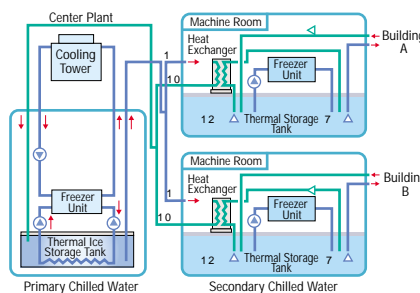 Center Plant
Cooling
Tower
Freezer
Unit
Thermal Ice
Storage Tank
Primary Chilled Water
Machine Room
Heat
Exchanger
1
10
Freezer
Unit
12
7
Thermal Storage
Tank
Building
A
Machine Room
Heat
Exchanger
1
10
Freezer
Unit
12
7
Thermal Storage
Tank
Building
B
Secondary Chilled Water